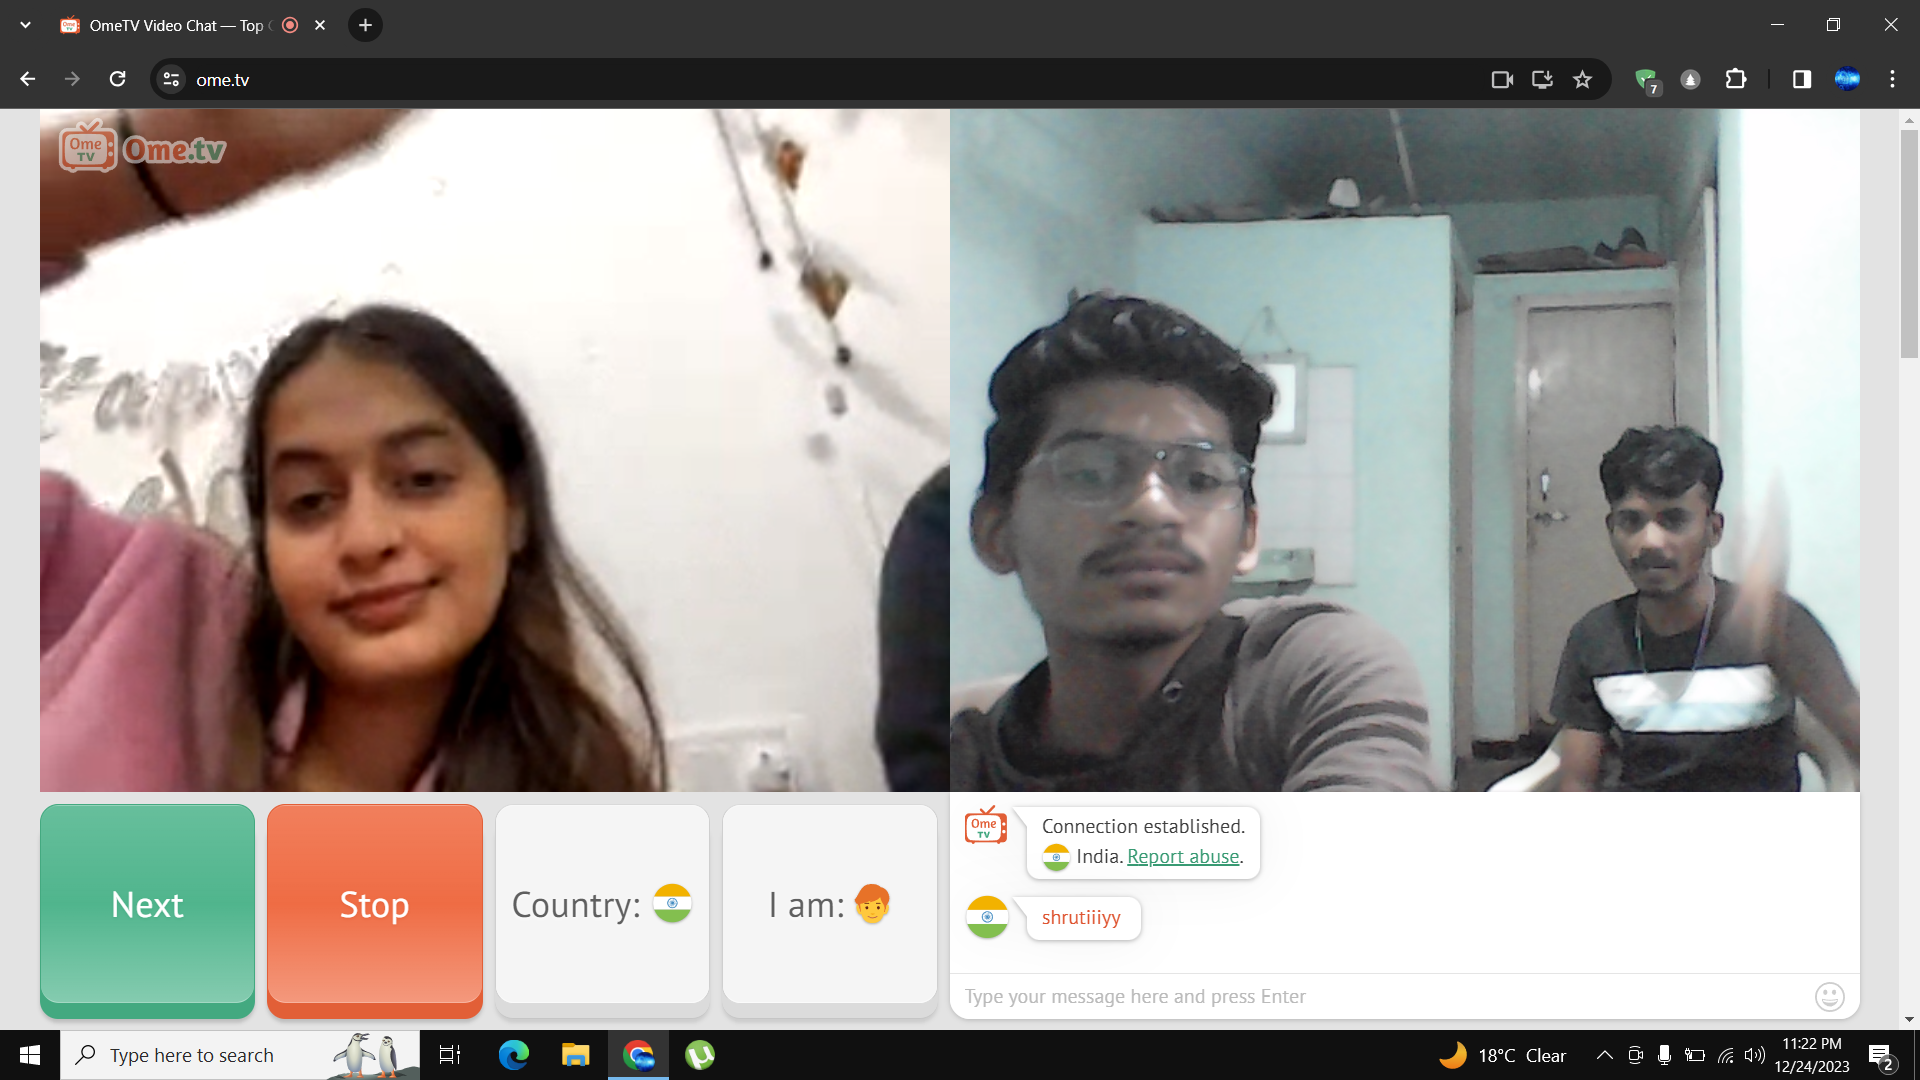 OmeTV Video Chat — Top
ome.tv
7
Ome
TV
Ome.tv
Next
Stop
Country:
I am:
Ome
TV
Connection established.
India. Report abuse.
shrutiiiyy
Type your message here and press Enter
Type here to search
18°C Clear
11:22 PM
12/24/2023
2